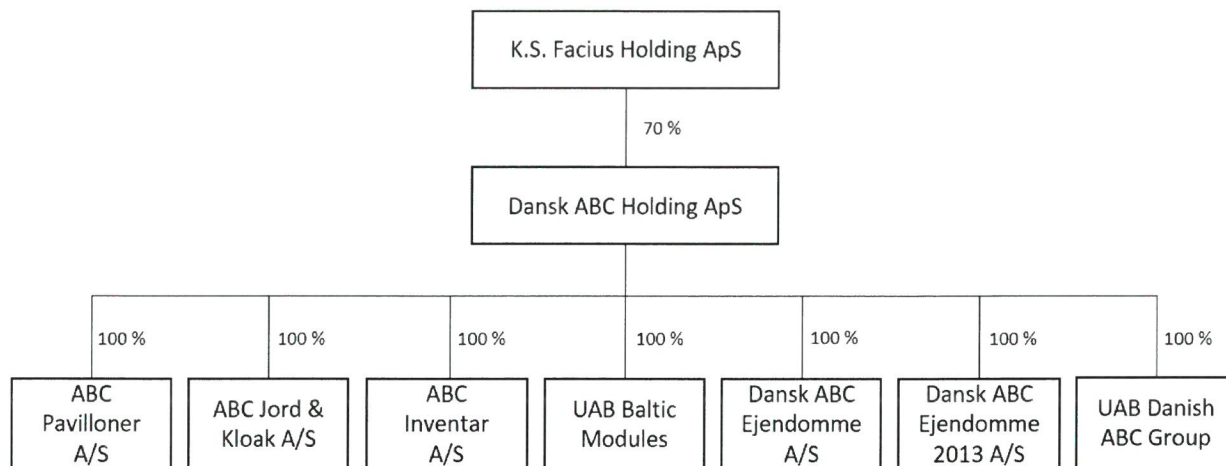 K.S. Facius Holding ApS
70 %
Dansk ABC Holding ApS
100 %
100 %
100 %
100 %
100 %
100 %
100 %
ABC
Pavilloner
A/S
ABC Jord &
Kloak A/S
ABC
Inventar
A/S
UAB Baltic
Modules
Dansk ABC
Ejendomme
A/S
Dansk ABC
Ejendomme
2013 A/S
UAB Danish
ABC Group